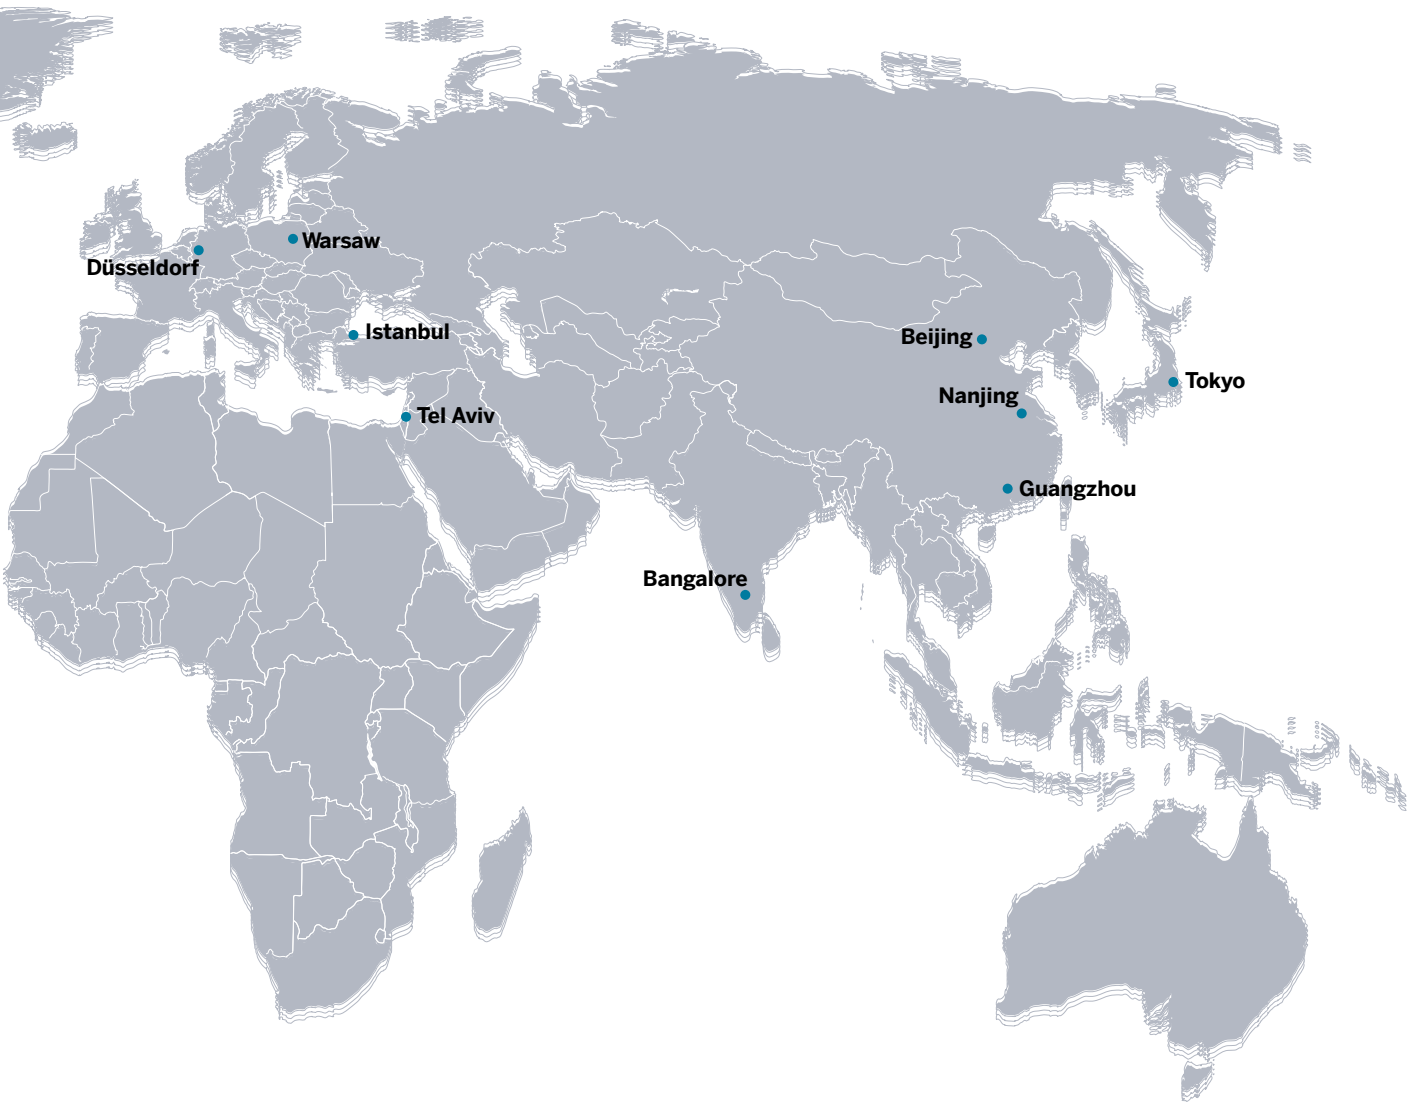 Warsaw
Düsseldorf
Istanbul
Beijing
Tokyo
Nanjing
Tel Aviv
Guangzhou
Bangalore